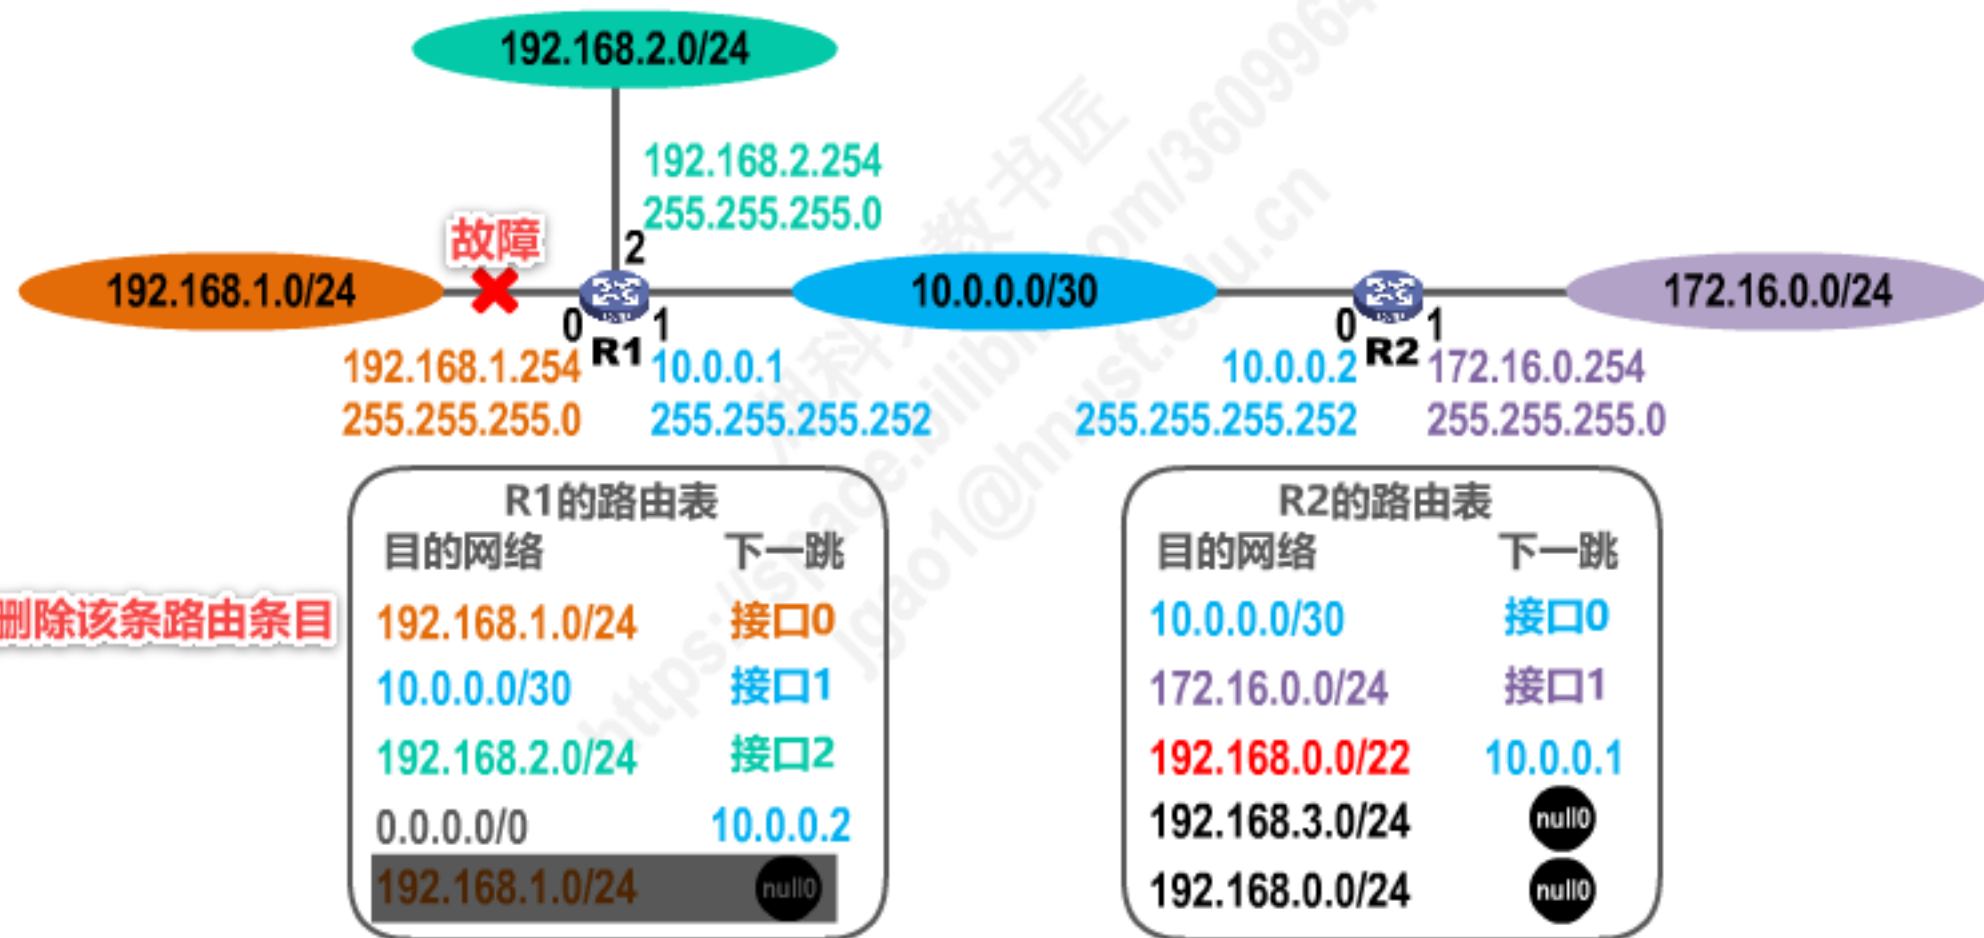 192.168.2.0/24
192.168.2.254
255.255.255.0
故障
2
192.168.1.0/24
10.0.0.0/30
172.16.0.0/24
0 R1 1
0 R2 1
192.168.1.254
255.255.255.0
10.0.0.1
255.255.255.252
10.0.0.2
255.255.255.252
172.16.0.254
255.255.255.0
R1的路由表
目的网络 下一跳
删除该条路由条目
192.168.1.0/24 接口0
10.0.0.0/30 接口1
192.168.2.0/24 接口2
0.0.0.0/0 10.0.0.2
192.168.1.0/24 null0
R2的路由表
目的网络 下一跳
10.0.0.0/30 接口0
172.16.0.0/24 接口1
192.168.0.0/22 10.0.0.1
192.168.3.0/24 null0
192.168.0.0/24 null0
jgao1@hnust.edu.cn